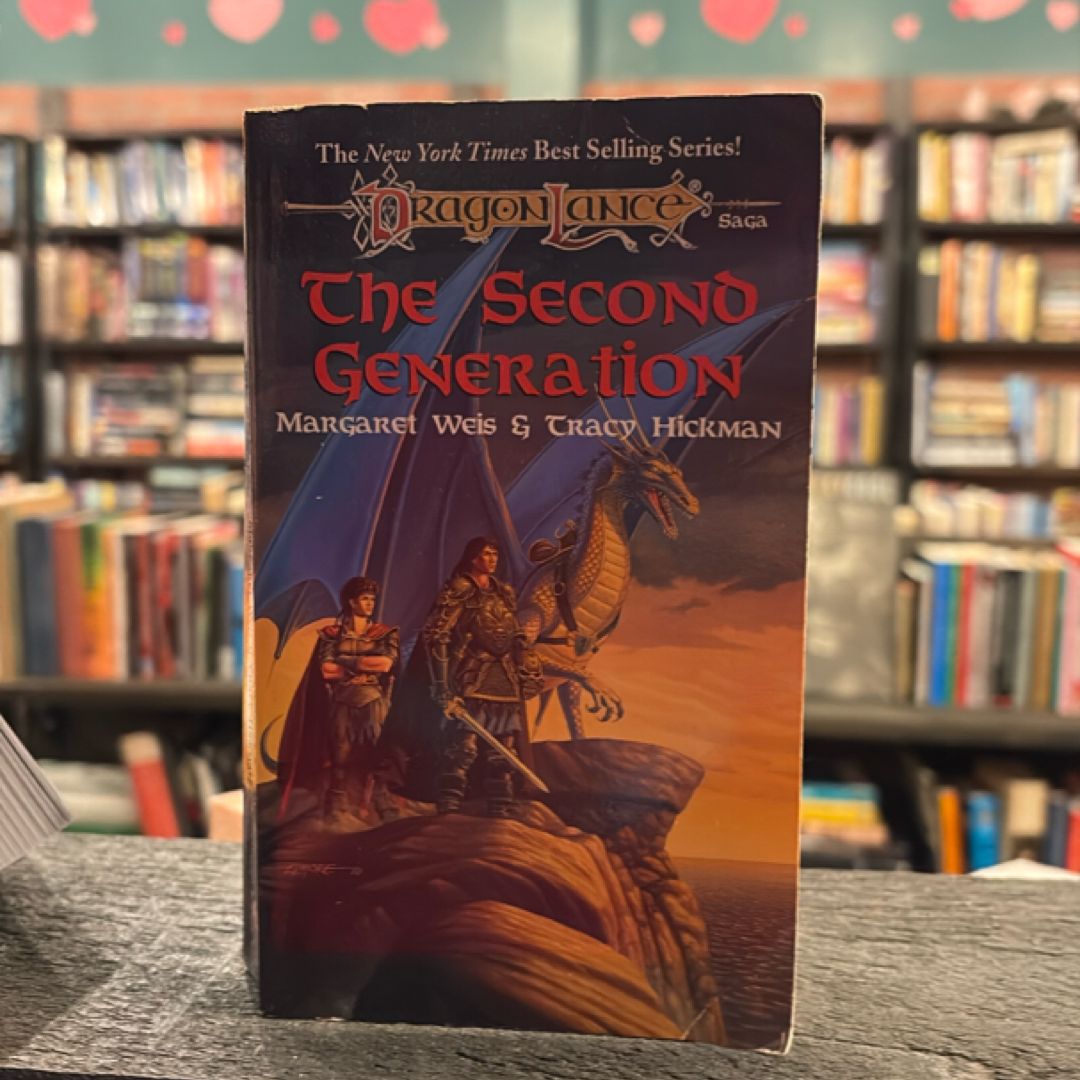 The New York Times Best Selling Series!
DRAGONLANCE®
Saga
The Second
Generation
Margaret Weis & Tracy Hickman